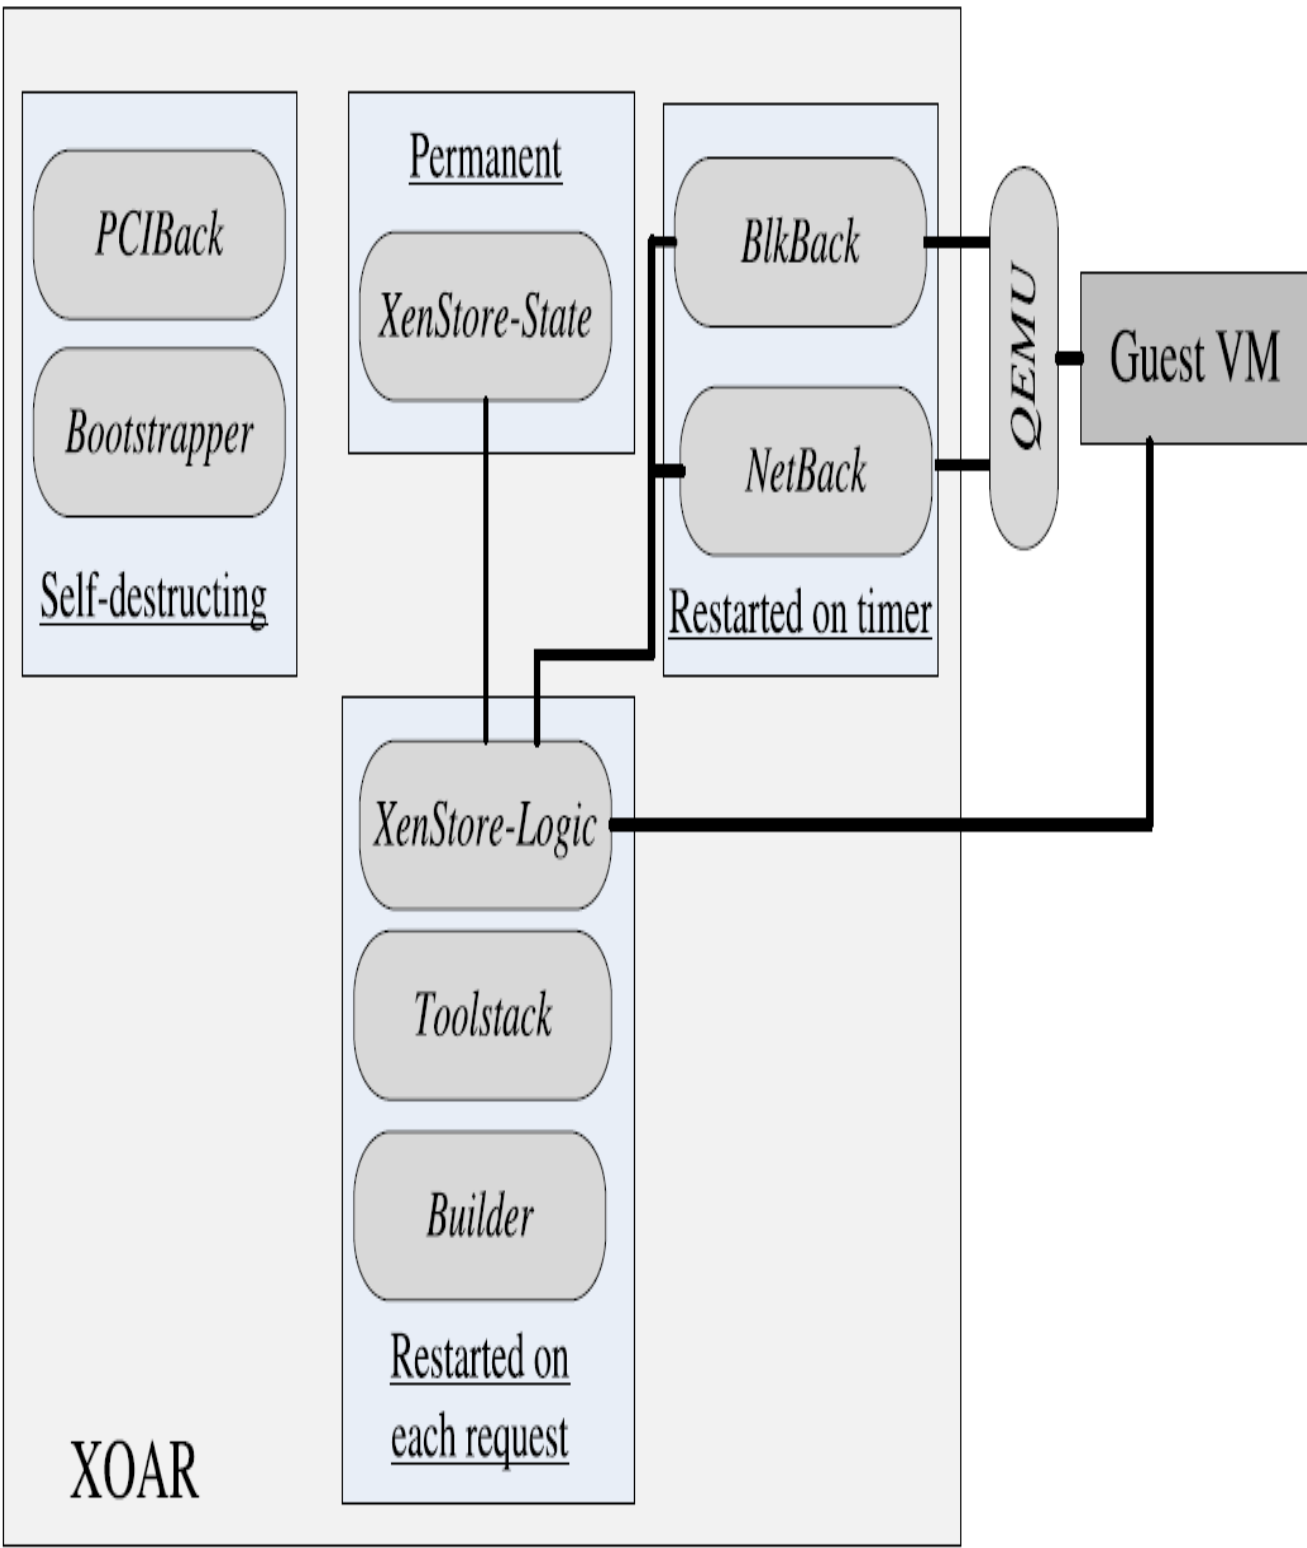 PCIBack
Bootstrapper
Self-destructing
Permanent
XenStore-State
BlkBack
NetBack
Restarted on timer
QEMU
Guest VM
XenStore-Logic
Toolstack
Builder
Restarted on
each request
XOAR